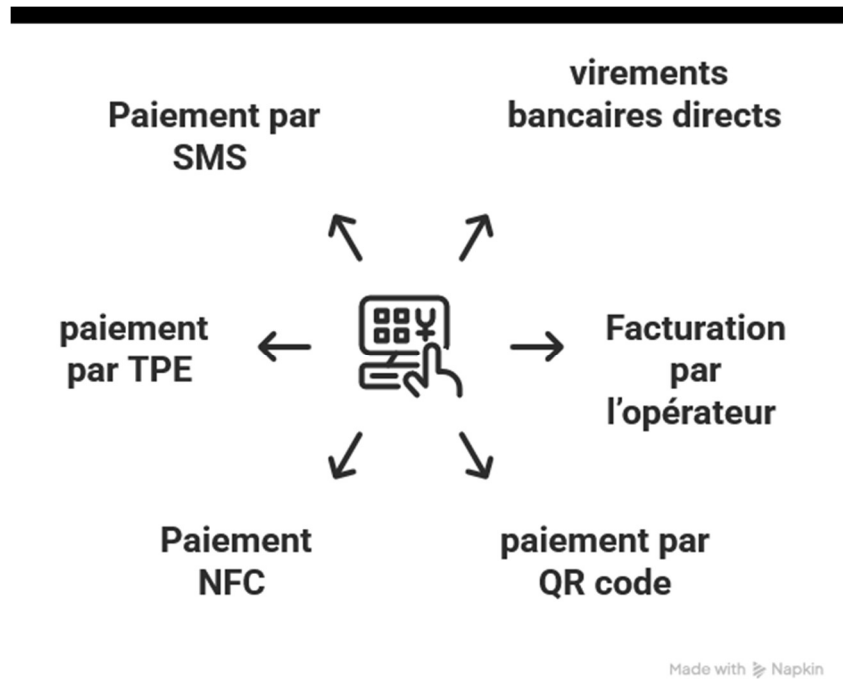 Paiement par
SMS
virements
bancaires directs
paiement
par TPE
Facturation
par
l’opérateur
Paiement
NFC
paiement par
QR code
Made with Napkin